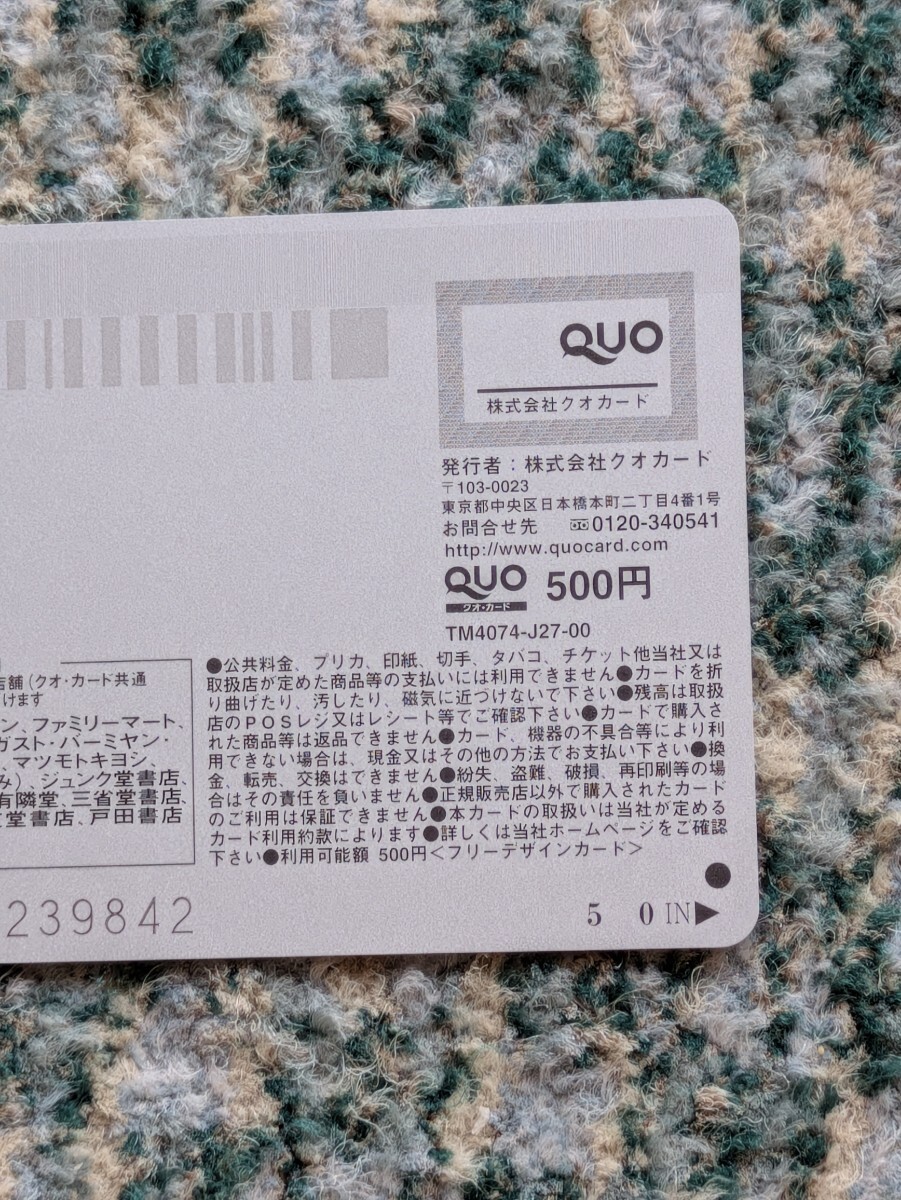 QUO
株式会社クオカード
発行者：株式会社クオカード
〒103-0023
東京都中央区日本橋本町二丁目4番1号
お問合せ先 0120-340541
http://www.quocard.com
QUO 500円
クオ・カード
TM4074-J27-00
店舗（クオ・カード共通
けます
ン、ファミリーマート、
ガスト・バーミヤン・
、マツモトキヨシ、
み）、ジュンク堂書店、
有隣堂、三省堂書店、
堂書店、戸田書店
●公共料金、プリカ、印紙、切手、タバコ、チケット他当社又は
取扱店が定めた商品等の支払いには利用できません●カードを折
り曲げたり、汚したり、磁気に近づけないで下さい●残高は取扱
店のPOSレジ又はレシート等でご確認下さい●カードで購入さ
れた商品等は返品できません●カード、機器の不具合等により利
用できない場合は、現金又はその他の方法でお支払い下さい●換
金、転売、交換はできません●紛失、盗難、破損、再印刷等の場
合はその責任を負いません●正規販売店以外で購入されたカード
のご利用は保証できません●本カードの取扱いは当社が定める
カード利用約款によります●詳しくは当社ホームページをご確認
下さい●利用可能額 500円＜フリーデザインカード＞
239842
5 0 IN▶